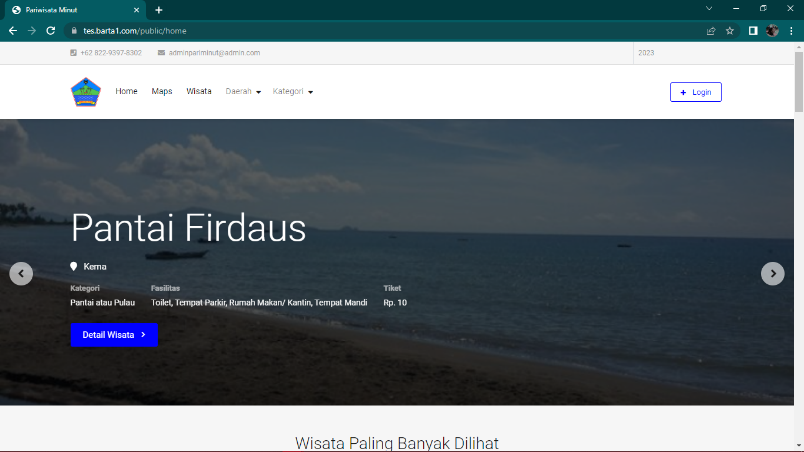 Pariwisata Minut
tes.barta1.com/public/home
+62 822-9397-8302 adminpariminut@admin.com 2023
Home Maps Wisata Daerah Kategori + Login
Pantai Firdaus
Kema
Kategori Fasilitas Tiket
Pantai atau Pulau Toilet, Tempat Parkir, Rumah Makan/ Kantin, Tempat Mandi Rp. 10
Detail Wisata
Wisata Paling Banyak Dilihat